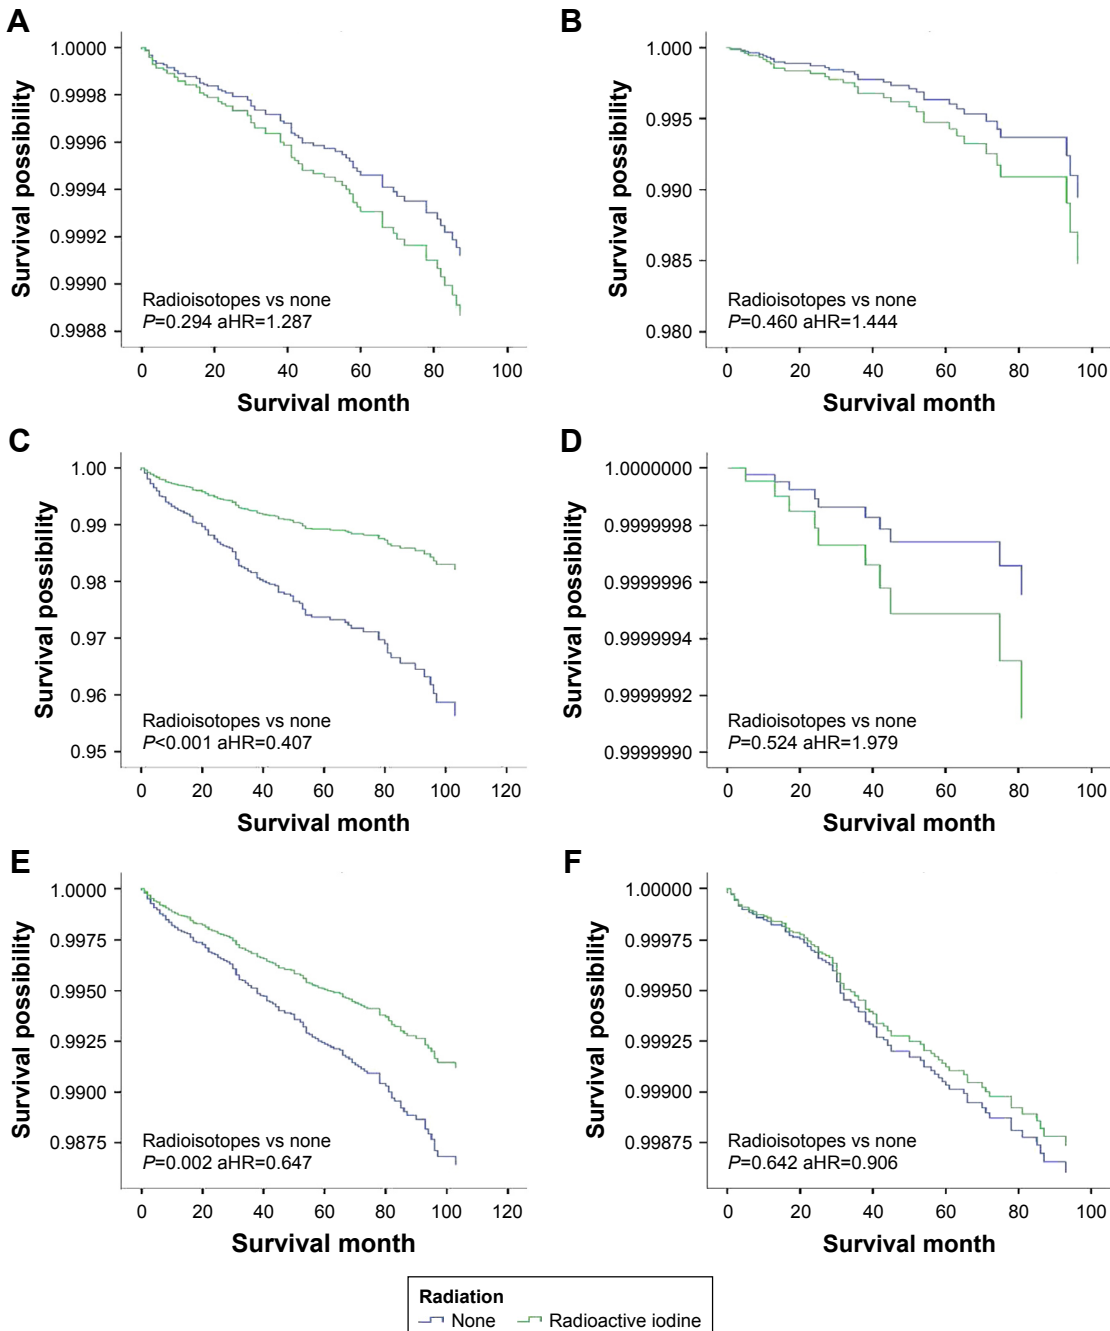 A
Survival possibility
1.0000
0.9998
0.9996
0.9994
0.9992
0.9990
0.9988
Radioisotopes vs none
P=0.294 aHR=1.287
0 20 40 60 80 100
Survival month
B
Survival possibility
1.000
0.995
0.990
0.985
0.980
Radioisotopes vs none
P=0.460 aHR=1.444
0 20 40 60 80 100
Survival month
C
Survival possibility
1.00
0.99
0.98
0.97
0.96
0.95
Radioisotopes vs none
P<0.001 aHR=0.407
0 20 40 60 80 100 120
Survival month
D
Survival possibility
1.0000000
0.9999998
0.9999996
0.9999994
0.9999992
0.9999990
Radioisotopes vs none
P=0.524 aHR=1.979
0 20 40 60 80 100
Survival month
E
Survival possibility
1.0000
0.9975
0.9950
0.9925
0.9900
0.9875
Radioisotopes vs none
P=0.002 aHR=0.647
0 20 40 60 80 100 120
Survival month
F
Survival possibility
1.00000
0.99975
0.99950
0.99925
0.99900
0.99875
Radioisotopes vs none
P=0.642 aHR=0.906
0 20 40 60 80 100
Survival month
Radiation
None Radioactive iodine